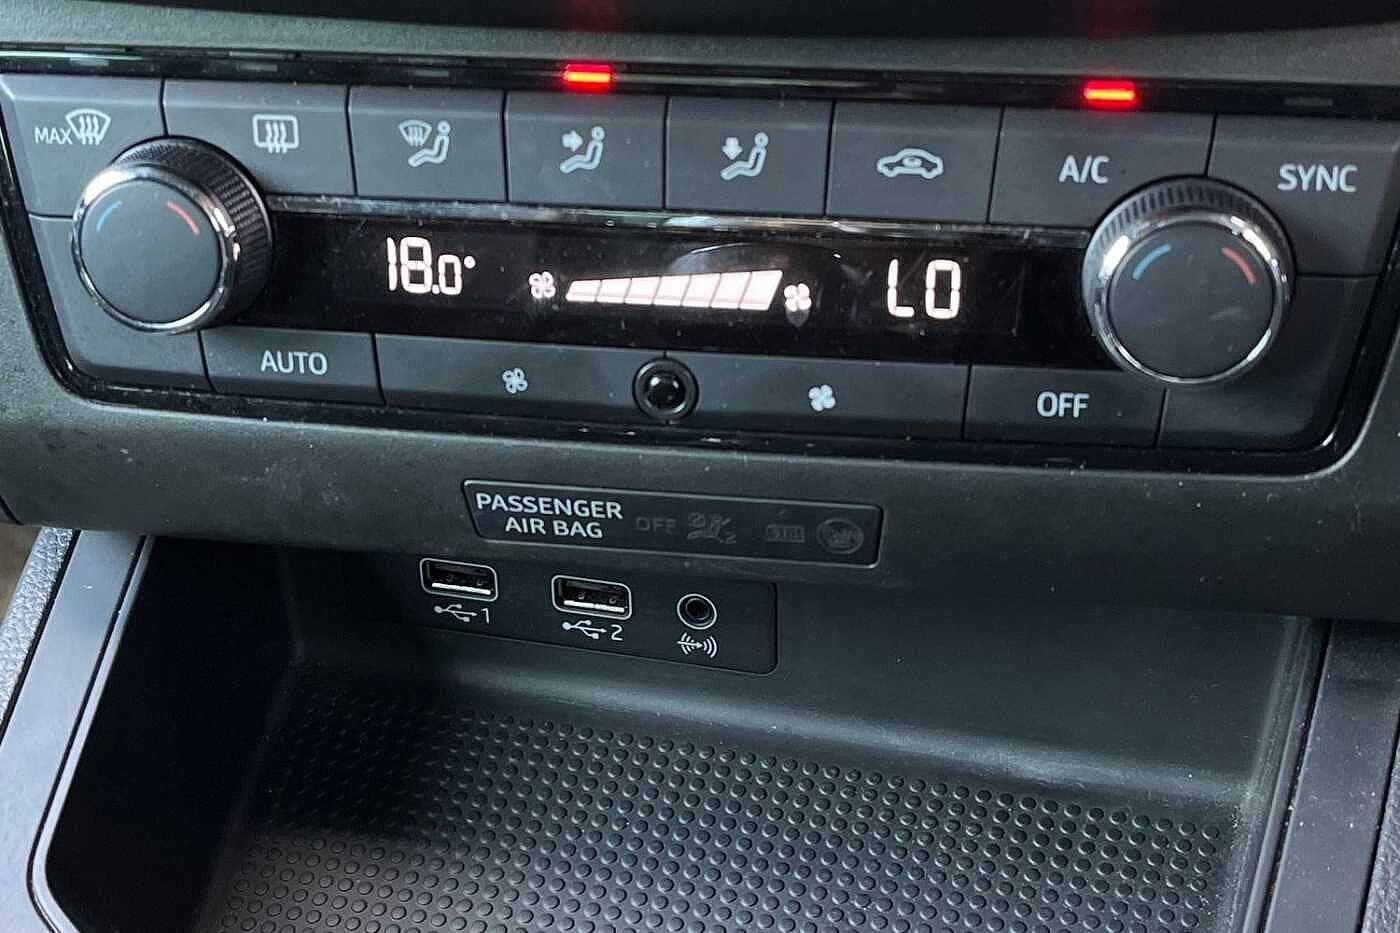 MAX
A/C
SYNC
18.0°
LO
AUTO
OFF
PASSENGER
AIR BAG
OFF
1
2